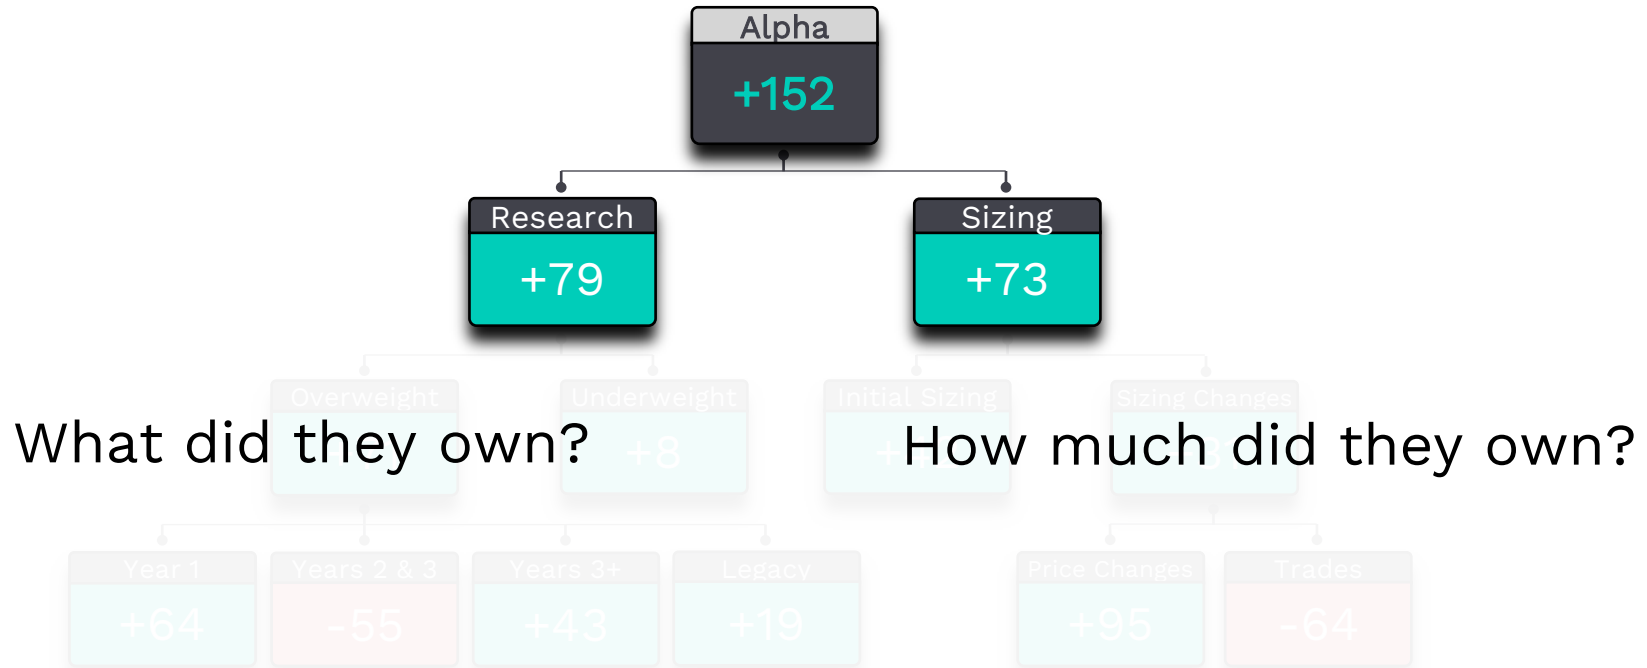 Alpha
+152
Research
+79
Sizing
+73
Overweight
Underweight
+8
Initial Sizing
Sizing Changes
What did they own?
How much did they own?
Year 1
+64
Years 2 & 3
-55
Years 3+
+43
Legacy
+19
Price Changes
+95
Trades
-64